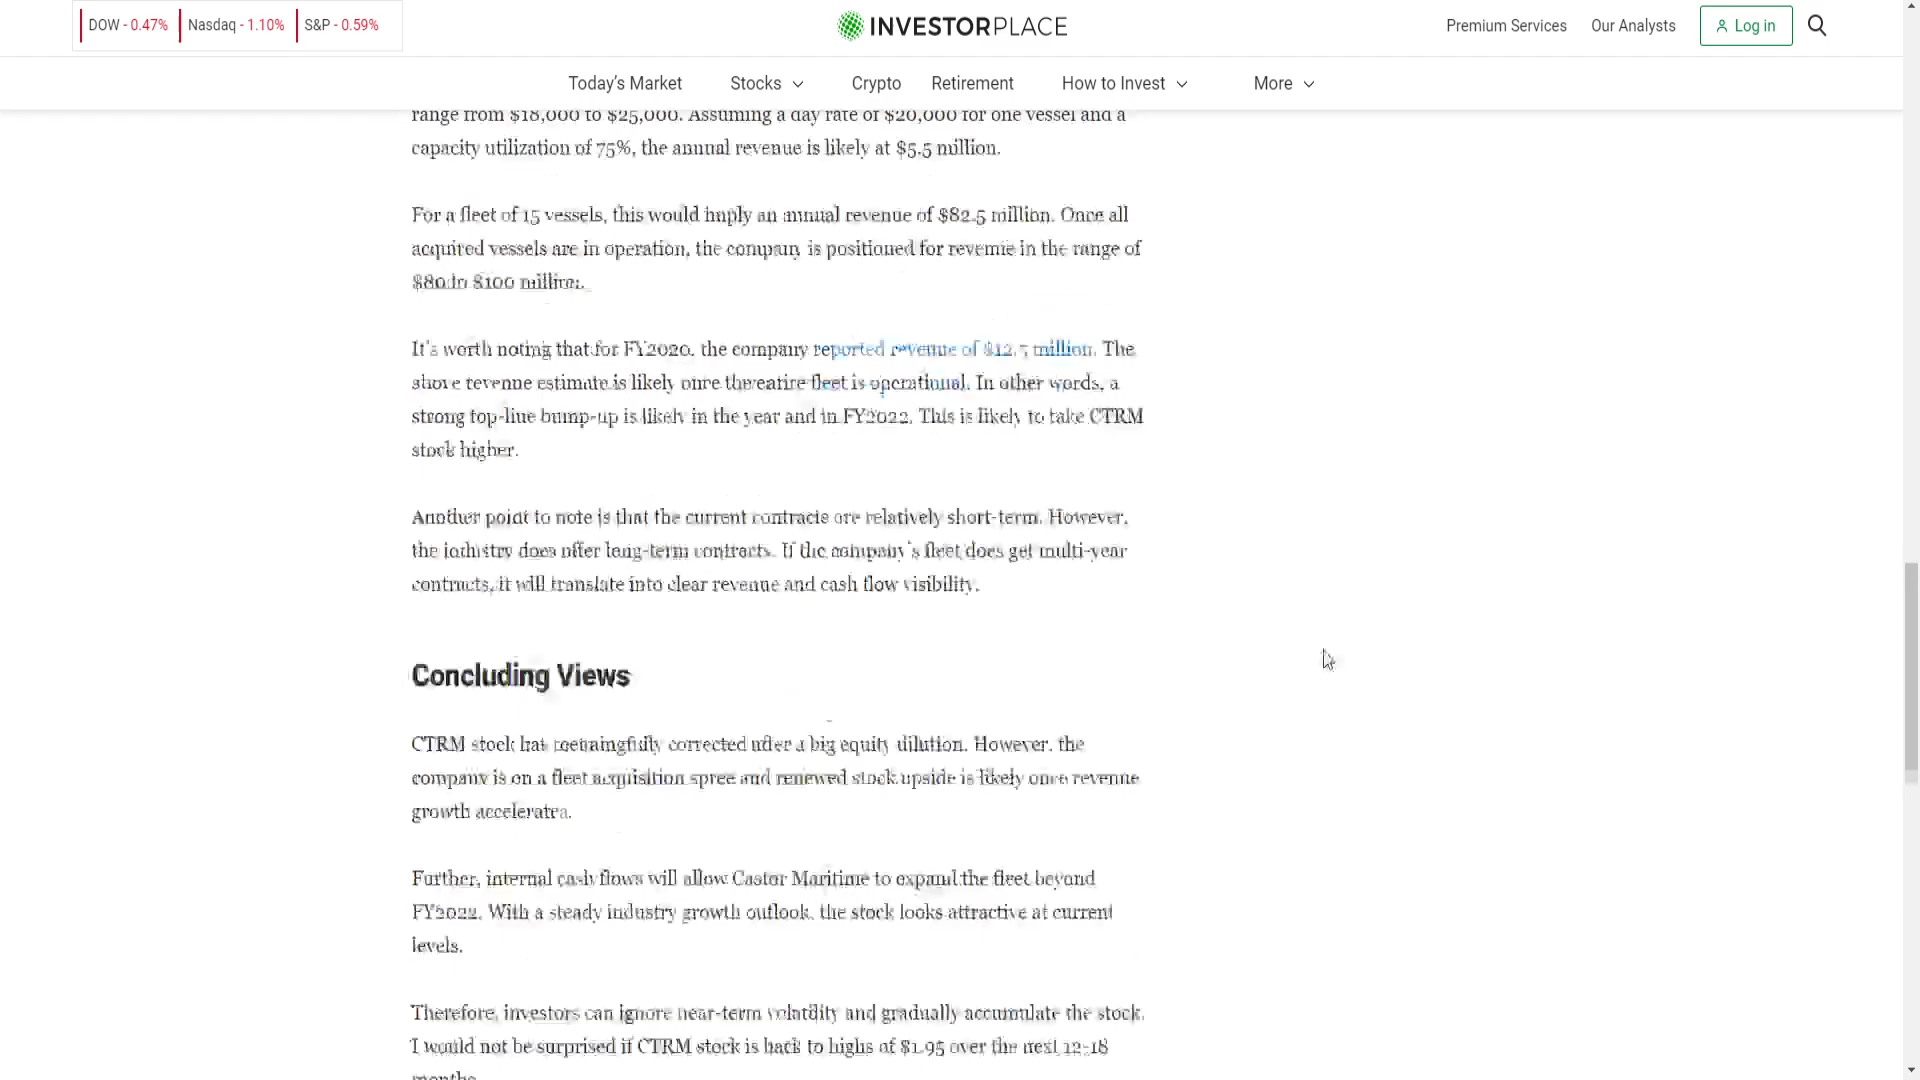 DOW - 0.47% Nasdaq - 1.10% S&P - 0.59%
INVESTORPLACE
Premium Services Our Analysts Log in
Today's Market Stocks Crypto Retirement How to Invest More
range from $18,000 to $25,000. Assuming a day rate of $20,000 for one vessel and a
capacity utilization of 75%, the annual revenue is likely at $5.5 million.
For a fleet of 15 vessels, this would imply an annual revenue of $82.5 million. Once all
acquired vessels are in operation, the company is positioned for revenue in the range of
$80 to $100 million.
It's worth noting that for FY2020, the company reported revenue of million. The
above revenue estimate is likely once the entire fleet is operational. In other words, a
strong top-line bump-up is likely in the year and in FY2022. This is likely to take CTRM
stock higher.
Another point to note is that the current contracts are relatively short-term. However,
the industry does offer long-term contracts. If the company's fleet does get multi-year
contracts, it will translate into clear revenue and cash flow visibility.
Concluding Views
CTRM stock has meaningfully corrected after a big equity dilution. However, the
company is on a fleet acquisition spree and renewed stock upside is likely once revenue
growth accelerates.
Further, internal cash flows will allow Castor Maritime to expand the fleet beyond
FY2022. With a steady industry growth outlook, the stock looks attractive at current
levels.
Therefore, investors can ignore near-term volatility and gradually accumulate the stock.
I would not be surprised if CTRM stock is back to highs of $1.95 over the next 12-18
months.